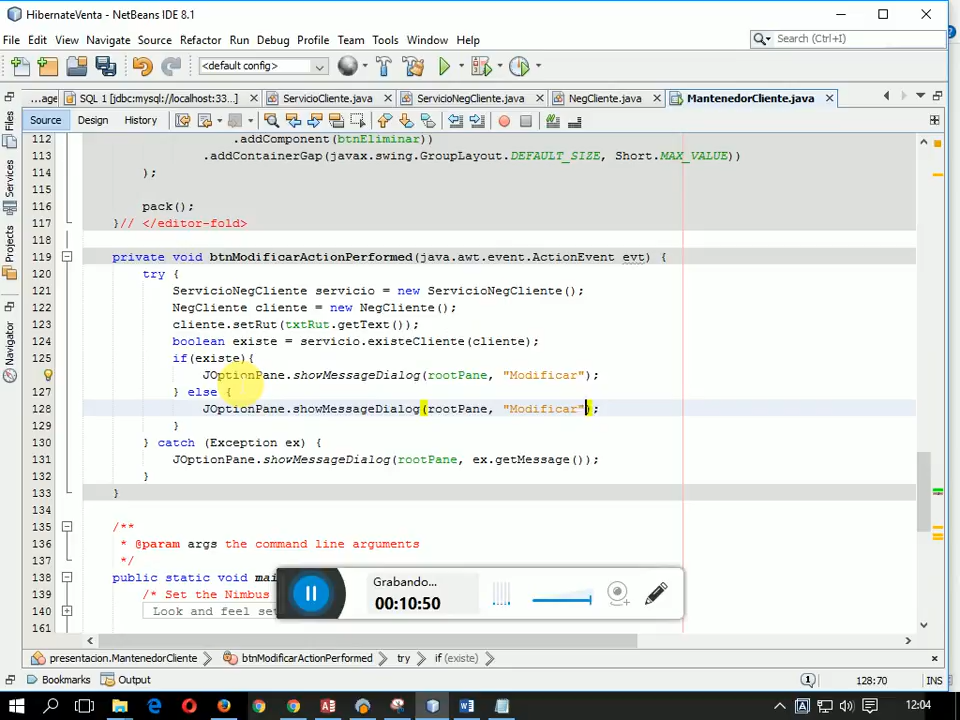 HibernateVenta - NetBeans IDE 8.1
File Edit View Navigate Source Refactor Run Debug Profile Team Tools Window Help
Search (Ctrl+I)
<default config>
...age SQL 1 [jdbc:mysql://localhost:33... ServicioCliente.java ServicioNegCliente.java NegCliente.java MantenedorCliente.java
Source Design History
Files
Services
Projects
Navigator
112 .addComponent(btnEliminar))
113 .addContainerGap(javax.swing.GroupLayout.DEFAULT_SIZE, Short.MAX_VALUE))
114 );
115
116 pack();
117 }// </editor-fold>
118
119 private void btnModificarActionPerformed(java.awt.event.ActionEvent evt) {
120 try {
121 ServicioNegCliente servicio = new ServicioNegCliente();
122 NegCliente cliente = new NegCliente();
123 cliente.setRut(txtRut.getText());
124 boolean existe = servicio.existeCliente(cliente);
125 if(existe){
JOptionPane.showMessageDialog(rootPane, "Modificar");
127 } else {
128 JOptionPane.showMessageDialog(rootPane, "Modificar");
129 }
130 } catch (Exception ex) {
131 JOptionPane.showMessageDialog(rootPane, ex.getMessage());
132 }
133 }
134
135 /**
136 * @param args the command line arguments
137 */
138 public static void mai
139 /* Set the Nimbus
140 Look and feel set
161
Grabando...
00:10:50
presentacion.MantenedorCliente btnModificarActionPerformed try if (existe)
Bookmarks Output 1 128:70 INS
12:04